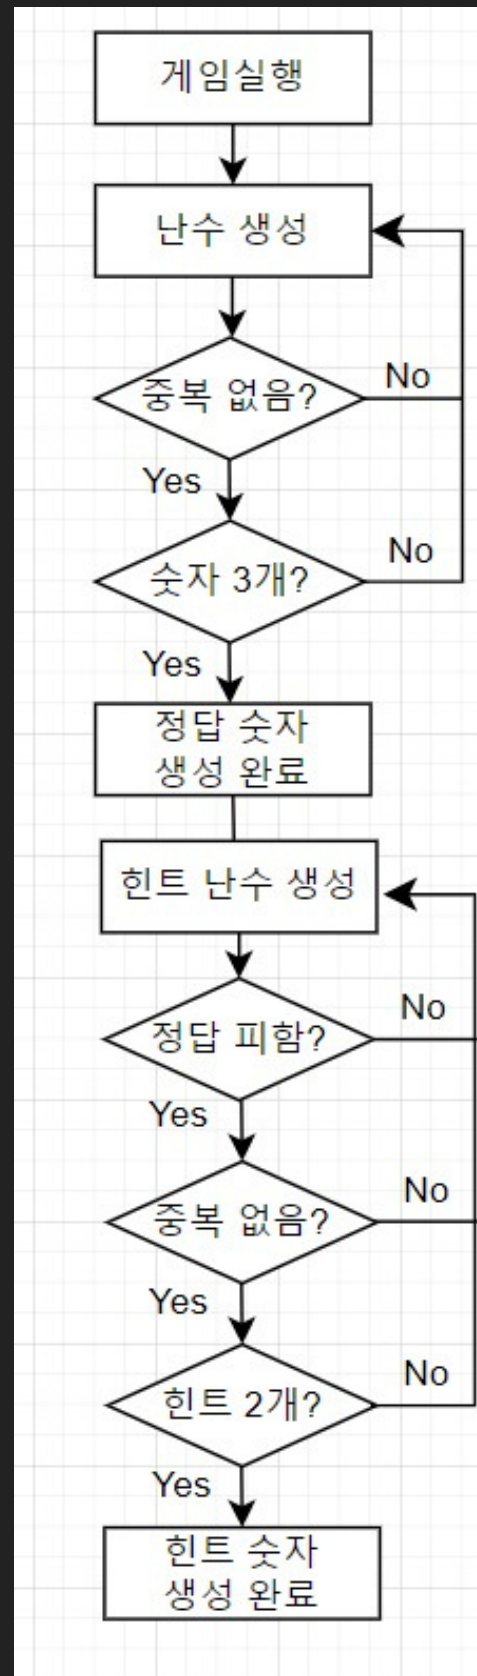 게임실행
난수 생성
중복 없음?
No
Yes
숫자 3개?
No
Yes
정답 숫자
생성 완료
힌트 난수 생성
정답 피함?
No
Yes
중복 없음?
No
Yes
힌트 2개?
No
Yes
힌트 숫자
생성 완료